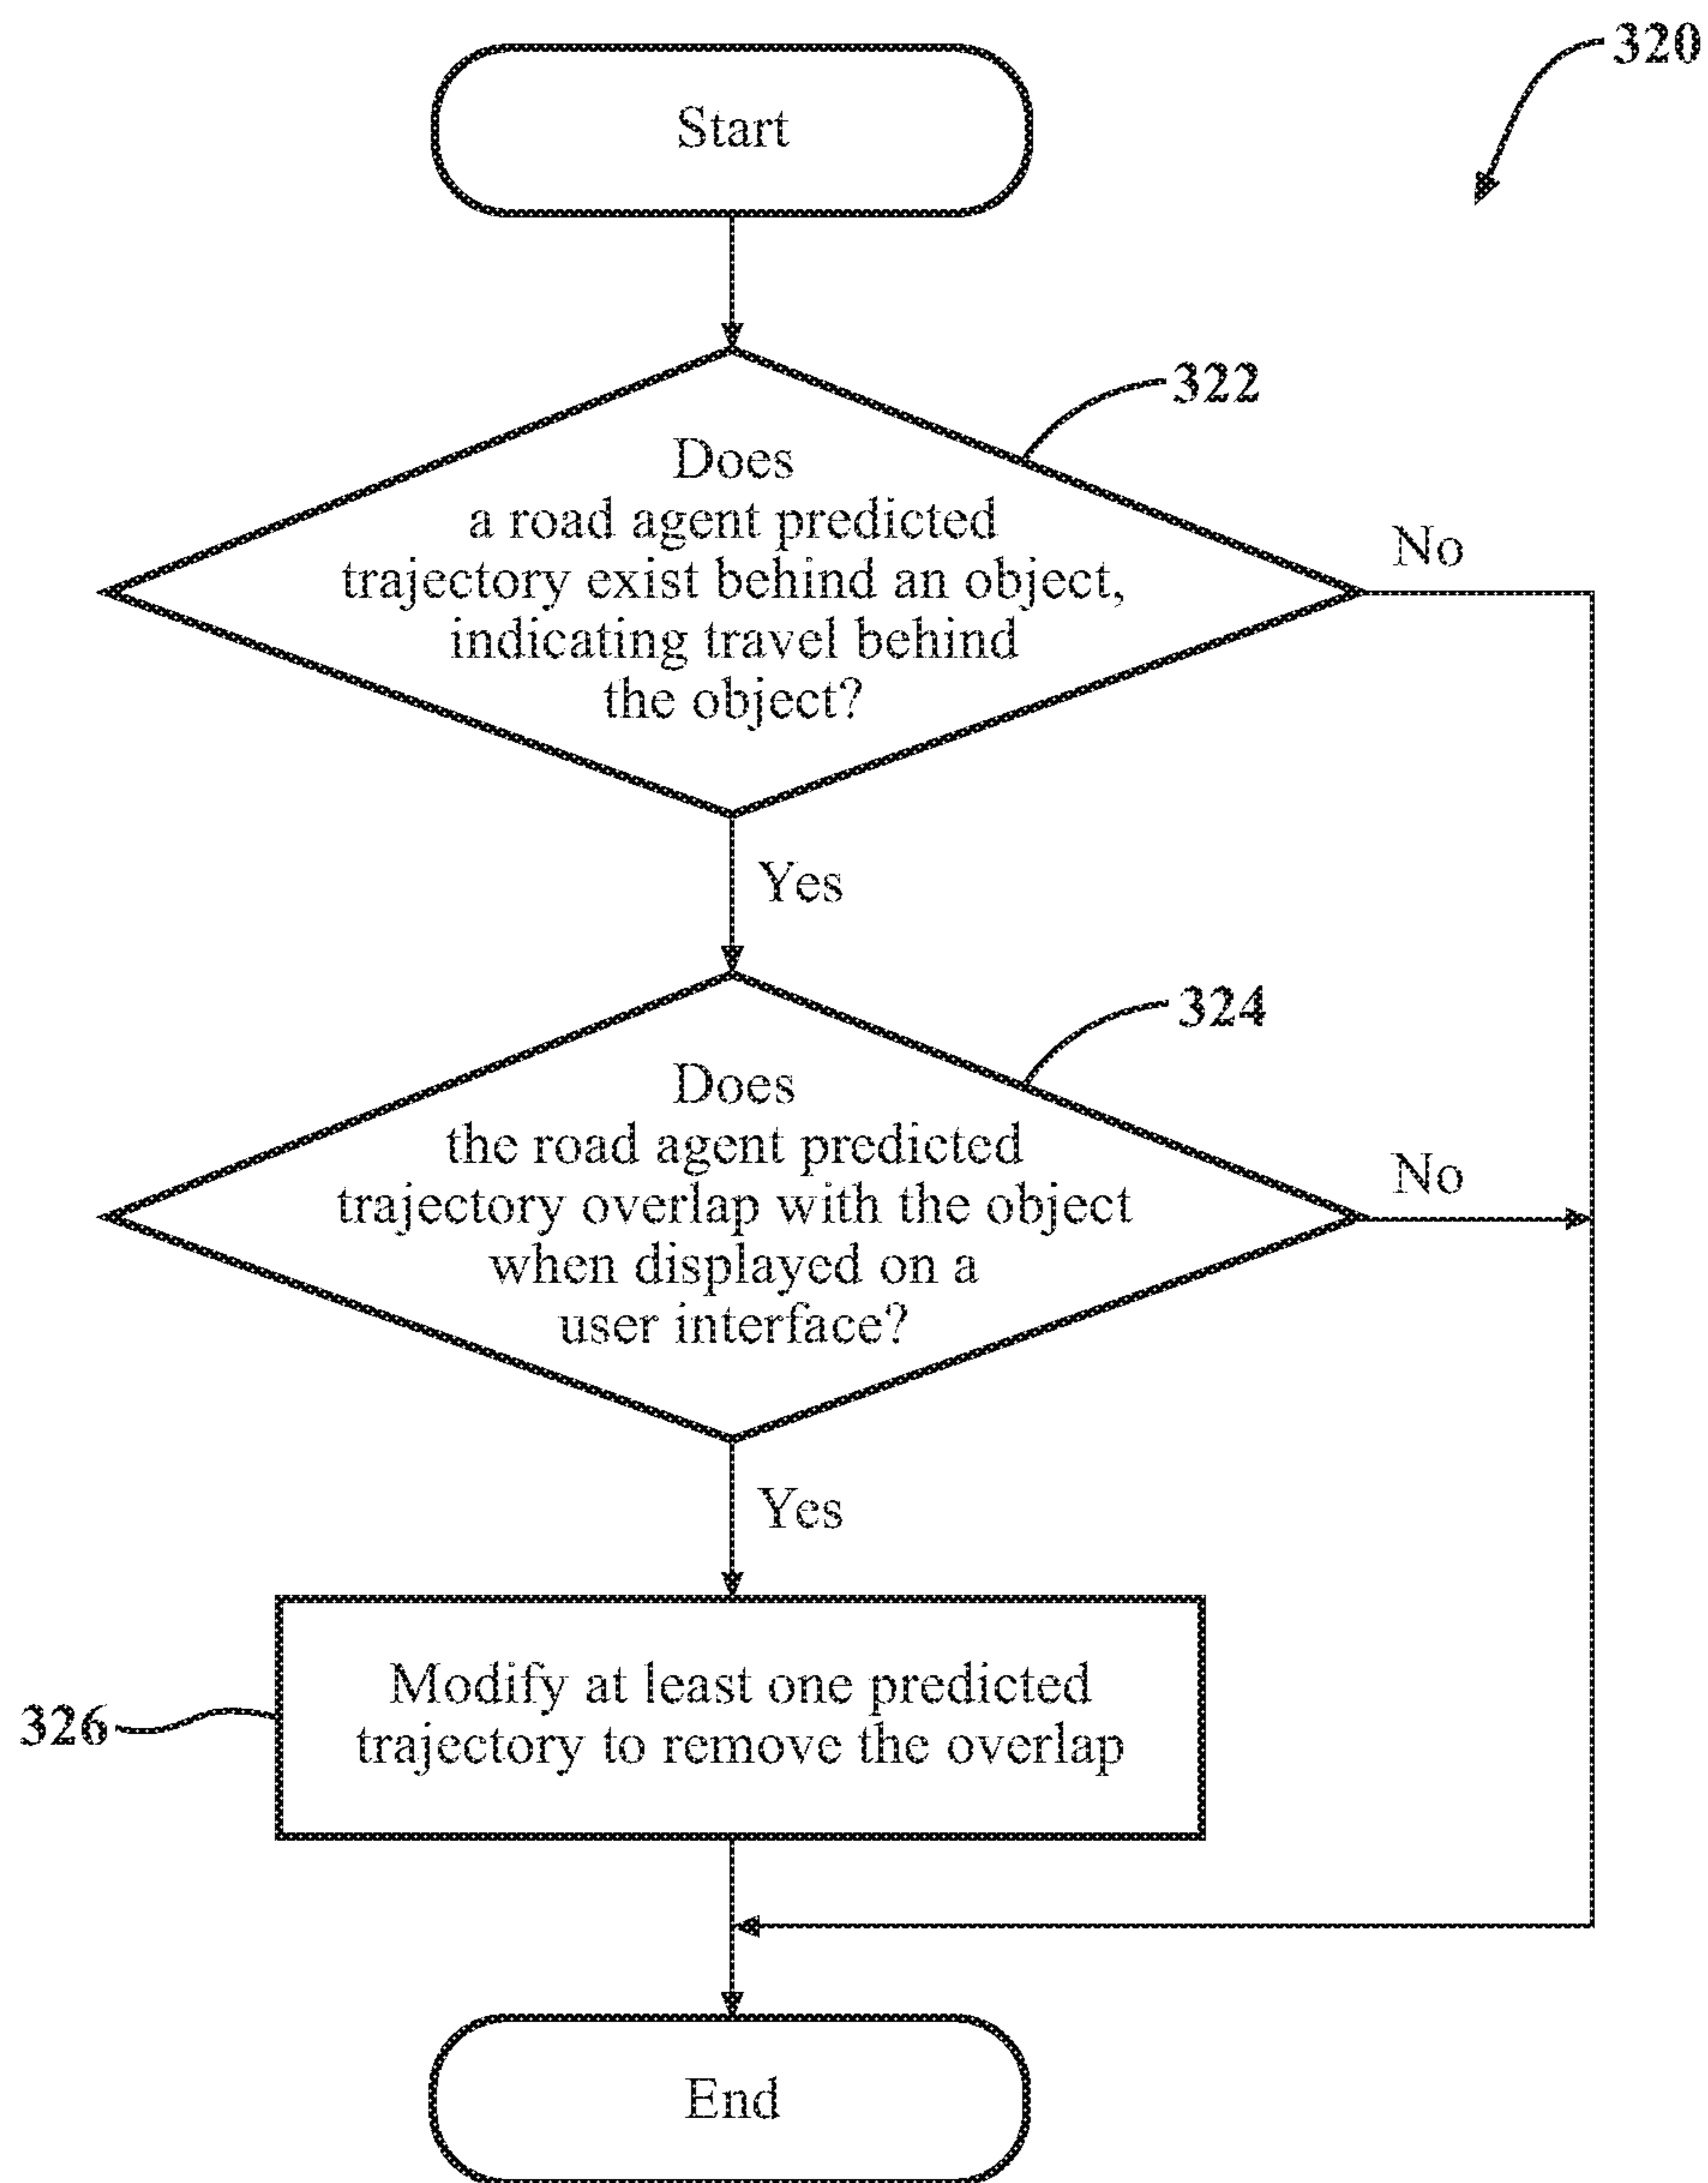 320
Start
322
Does
a road agent predicted
trajectory exist behind an object,
indicating travel behind
the object?
No
Yes
324
Does
the road agent predicted
trajectory overlap with the object
when displayed on a
user interface?
No
Yes
326
Modify at least one predicted
trajectory to remove the overlap
End